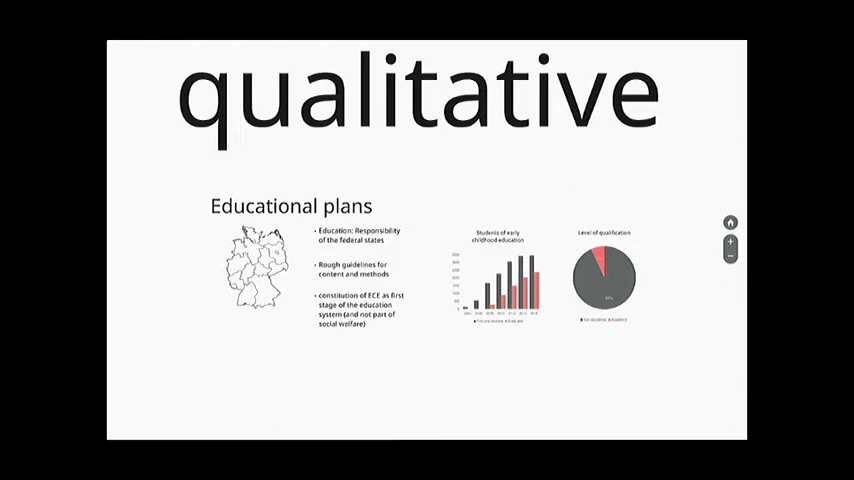 qualitative
Educational plans
• Education: Responsibility
of the federal states
• Rough guidelines for
content and methods
• constitution of ECE as first
stage of the education
system (and not part of
social welfare)
Students of early
childhood education
Level of qualification